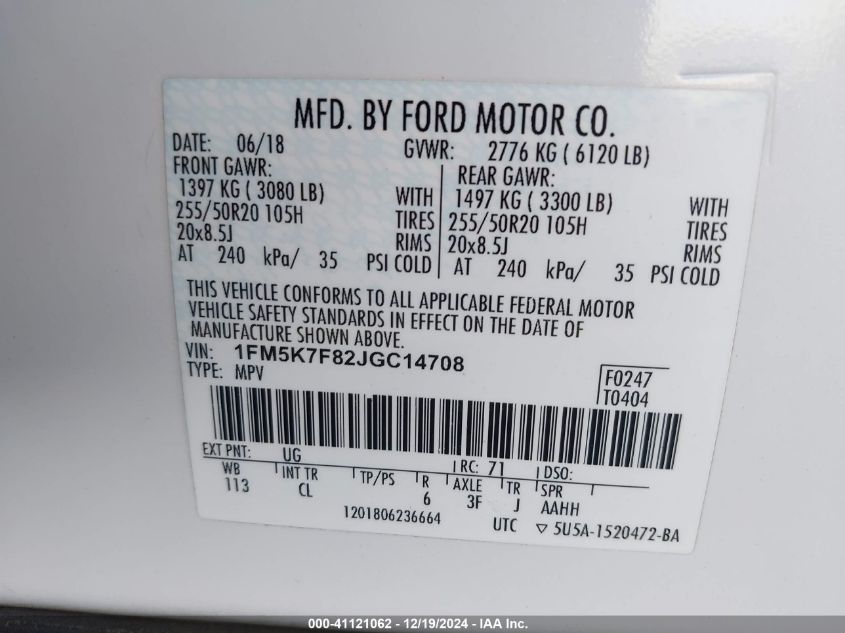 MFD. BY FORD MOTOR CO.
DATE: 06/18 GVWR: 2776 KG ( 6120 LB)
FRONT GAWR: REAR GAWR:
1397 KG ( 3080 LB) WITH 1497 KG ( 3300 LB) WITH
255/50R20 105H TIRES 255/50R20 105H TIRES
20x8.5J RIMS 20x8.5J RIMS
AT 240 kPa/ 35 PSI COLD AT 240 kPa/ 35 PSI COLD
THIS VEHICLE CONFORMS TO ALL APPLICABLE FEDERAL MOTOR
VEHICLE SAFETY STANDARDS IN EFFECT ON THE DATE OF
MANUFACTURE SHOWN ABOVE.
VIN: 1FM5K7F82JGC14708
TYPE: MPV F0247
T0404
EXT PNT: UG RC: 71 DSO:
WB INT TR TP/PS R AXLE TR SPR
113 CL 6 3F J AAHH
1201806236664 UTC ▽ 5U5A-1520472-BA
000-41121062 - 12/19/2024 - IAA Inc.